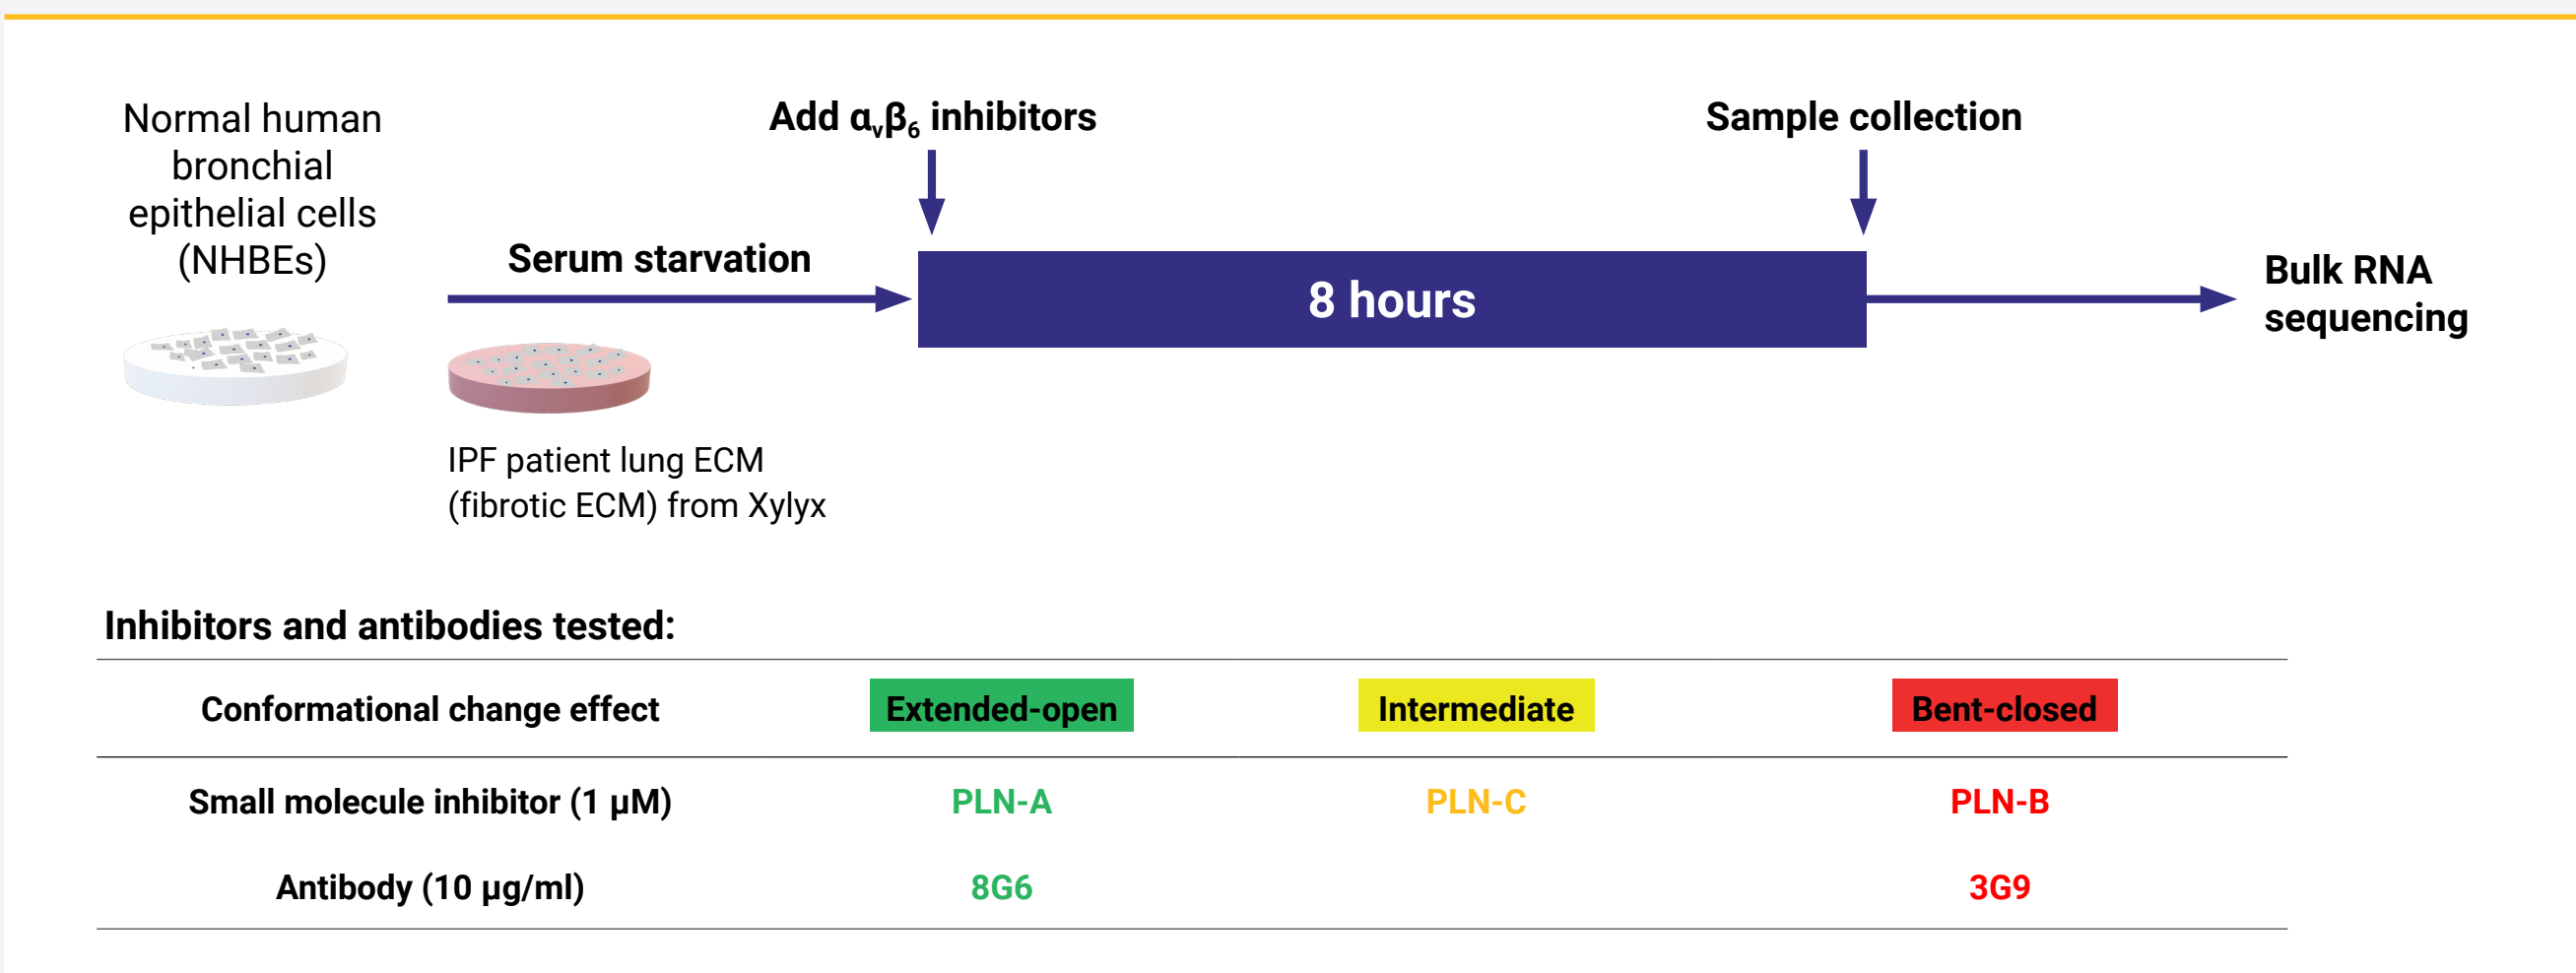 Normal human
bronchial
epithelial cells
(NHBEs)
Serum starvation
IPF patient lung ECM
(fibrotic ECM) from Xylyx
Add αvβ6 inhibitors
8 hours
Sample collection
Bulk RNA
sequencing
Inhibitors and antibodies tested:
Conformational change effect Extended-open Intermediate Bent-closed
Small molecule inhibitor (1 µM) PLN-A PLN-C PLN-B
Antibody (10 µg/ml) 8G6 3G9